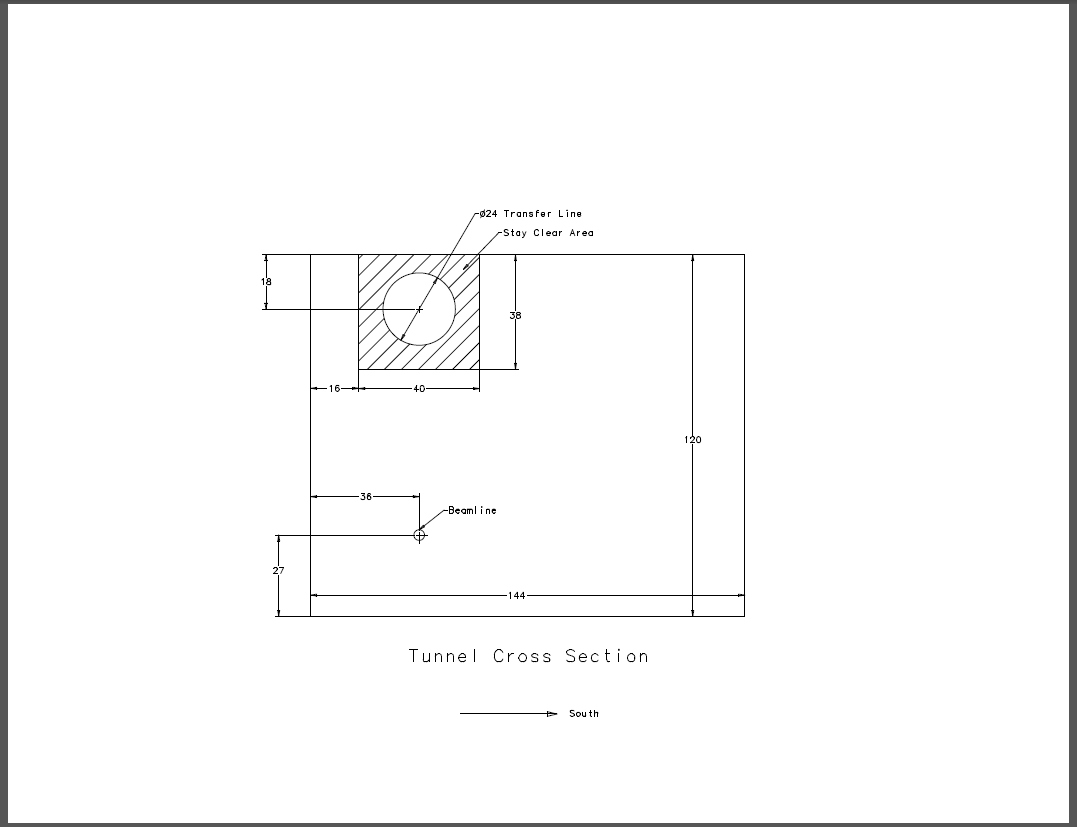 Ø24 Transfer Line
Stay Clear Area
18
38
16
40
120
36
Beamline
27
144
Tunnel Cross Section
South